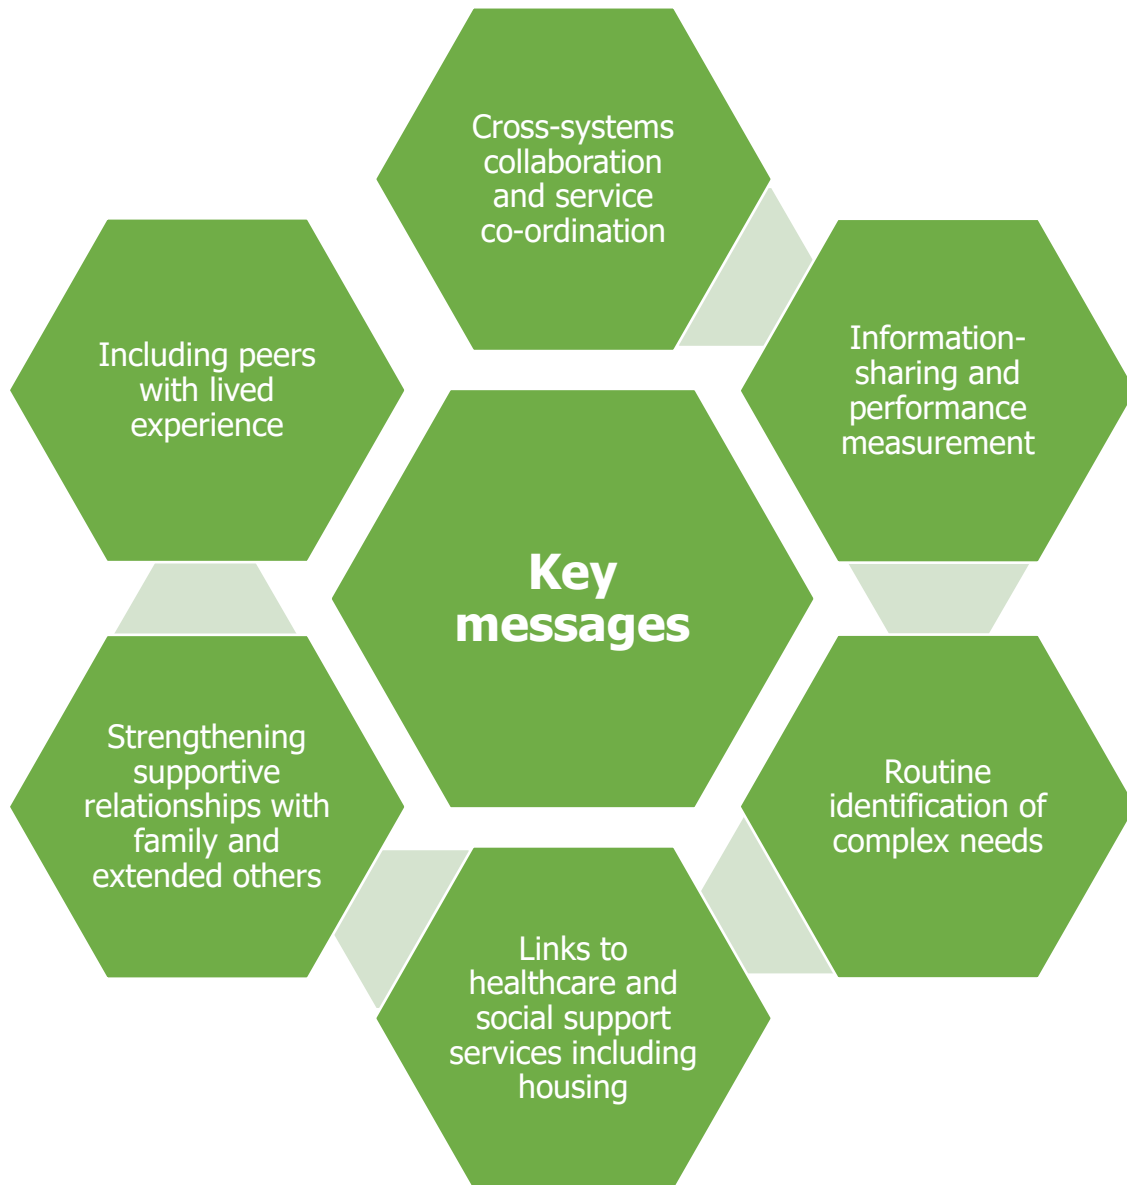 Cross-systems
collaboration
and service
co-ordination
Information-
sharing and
performance
measurement
Routine
identification of
complex needs
Links to
healthcare and
social support
services including
housing
Strengthening
supportive
relationships with
family and
extended others
Including peers
with lived
experience
Key
messages